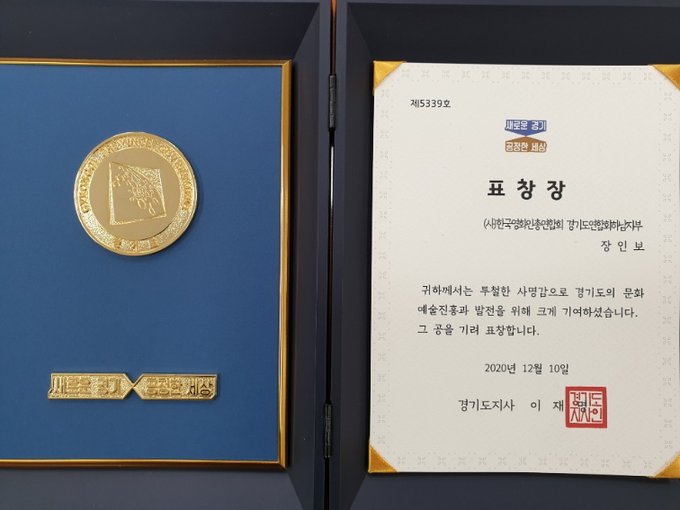 새로운 경기
공정한 세상
제5339호
새로운 경기
공정한 세상
표창장
(사)한국영화인총연합회 경기도연합회하남지부
장인보
귀하께서는 투철한 사명감으로 경기도의 문화
예술진흥과 발전을 위해 크게 기여하셨습니다.
그 공을 기려 표창합니다.
2020년 12월 10일
경기도지사 이재명
경기도
지사인